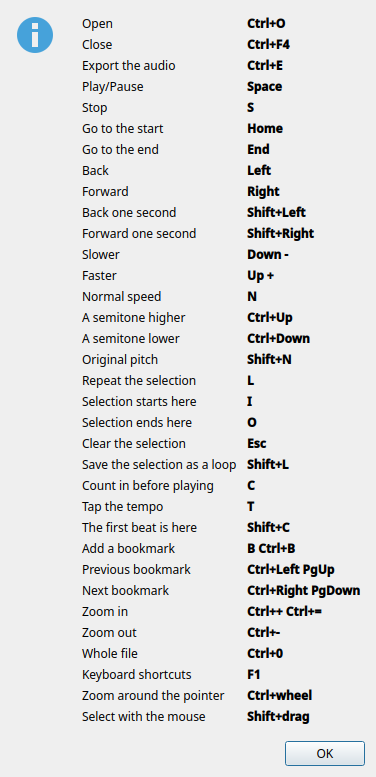 Open Ctrl+O
Close Ctrl+F4
Export the audio Ctrl+E
Play/Pause Space
Stop S
Go to the start Home
Go to the end End
Back Left
Forward Right
Back one second Shift+Left
Forward one second Shift+Right
Slower Down -
Faster Up +
Normal speed N
A semitone higher Ctrl+Up
A semitone lower Ctrl+Down
Original pitch Shift+N
Repeat the selection L
Selection starts here I
Selection ends here O
Clear the selection Esc
Save the selection as a loop Shift+L
Count in before playing C
Tap the tempo T
The first beat is here Shift+C
Add a bookmark B Ctrl+B
Previous bookmark Ctrl+Left PgUp
Next bookmark Ctrl+Right PgDown
Zoom in Ctrl++ Ctrl+=
Zoom out Ctrl+-
Whole file Ctrl+0
Keyboard shortcuts F1
Zoom around the pointer Ctrl+wheel
Select with the mouse Shift+drag
OK